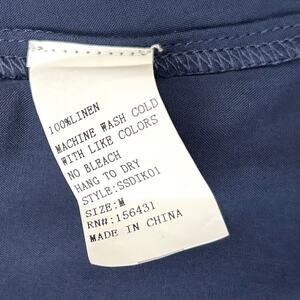 100%LINEN
MACHINE WASH COLD
WITH LIKE COLORS
NO BLEACH
HANG TO DRY
STYLE:SSDIK01
SIZE:M
RN#:156431
MADE IN CHINA